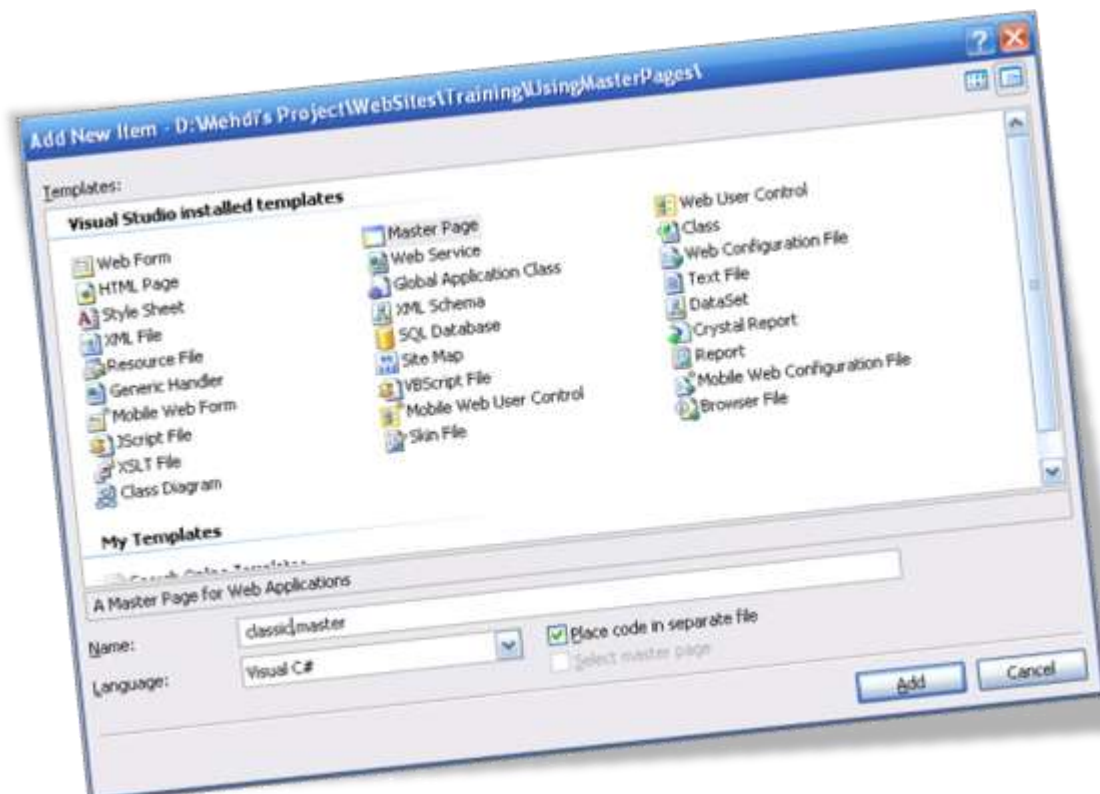 Add New Item - D:\Mehdi's Project\WebSites\Training\UsingMasterPages\
Templates:
Visual Studio installed templates
Web Form
HTML Page
Style Sheet
XML File
Resource File
Generic Handler
Mobile Web Form
JScript File
XSLT File
Class Diagram
Master Page
Web Service
Global Application Class
XML Schema
SQL Database
Site Map
VBScript File
Mobile Web User Control
Skin File
Web User Control
Class
Web Configuration File
Text File
DataSet
Crystal Report
Report
Mobile Web Configuration File
Browser File
My Templates
Search Online Templates
A Master Page for Web Applications
Name:
classic.master
Language:
Visual C#
Place code in separate file
Select master page
Add
Cancel